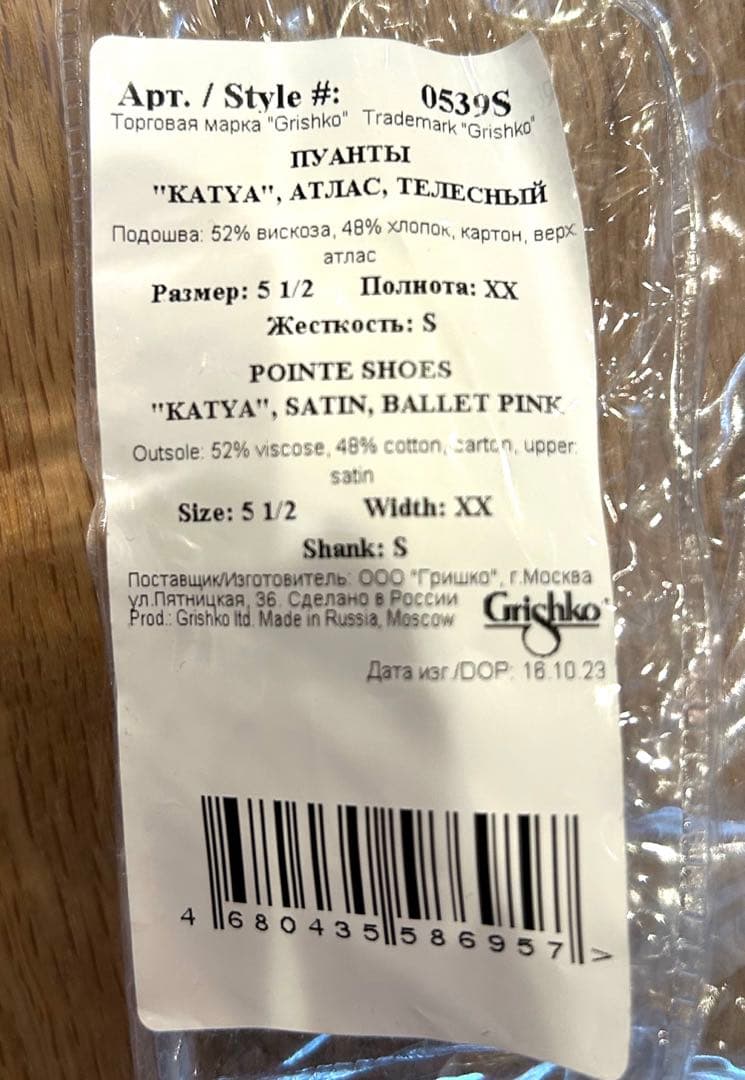 Арт. / Style #: 0539S
Торговая марка "Grishko" Trademark "Grishko"
ПУАНТЫ
"KATYA", АТЛАС, ТЕЛЕСНЫЙ
Подошва: 52% вискоза, 48% хлопок, картон, верх:
атлас
Размер: 5 1/2 Полнота: XX
Жесткость: S
POINTE SHOES
"KATYA", SATIN, BALLET PINK
Outsole: 52% viscose, 48% cotton, carton, upper:
satin
Size: 5 1/2 Width: XX
Shank: S
Поставщик/Изготовитель: ООО "Гришко", г.Москва
ул.Пятницкая, 36. Сделано в России
Prod.: Grishko ltd. Made in Russia, Moscow
Grishko
Дата изг./DOP: 16.10.23
4 680435 586957 >